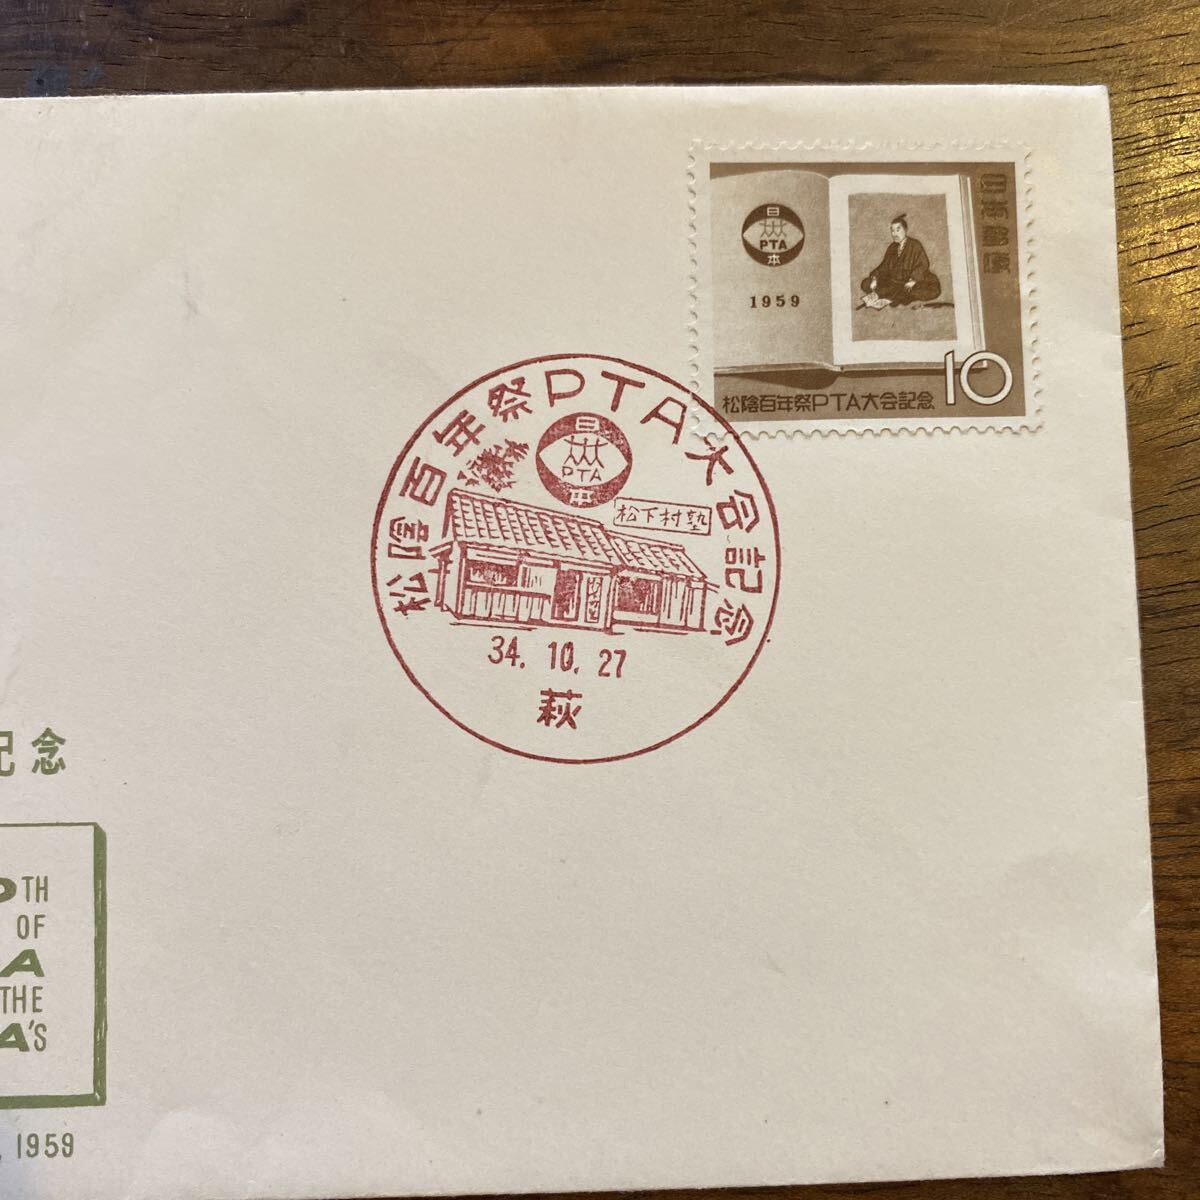 日本郵便
日
PTA
本
1959
10
松陰百年祭PTA大会記念
松陰百年祭PTA大会記念
日
PTA
本
松下村塾
34.10.27
萩
記念
TH
OF
A
THE
A'S
, 1959